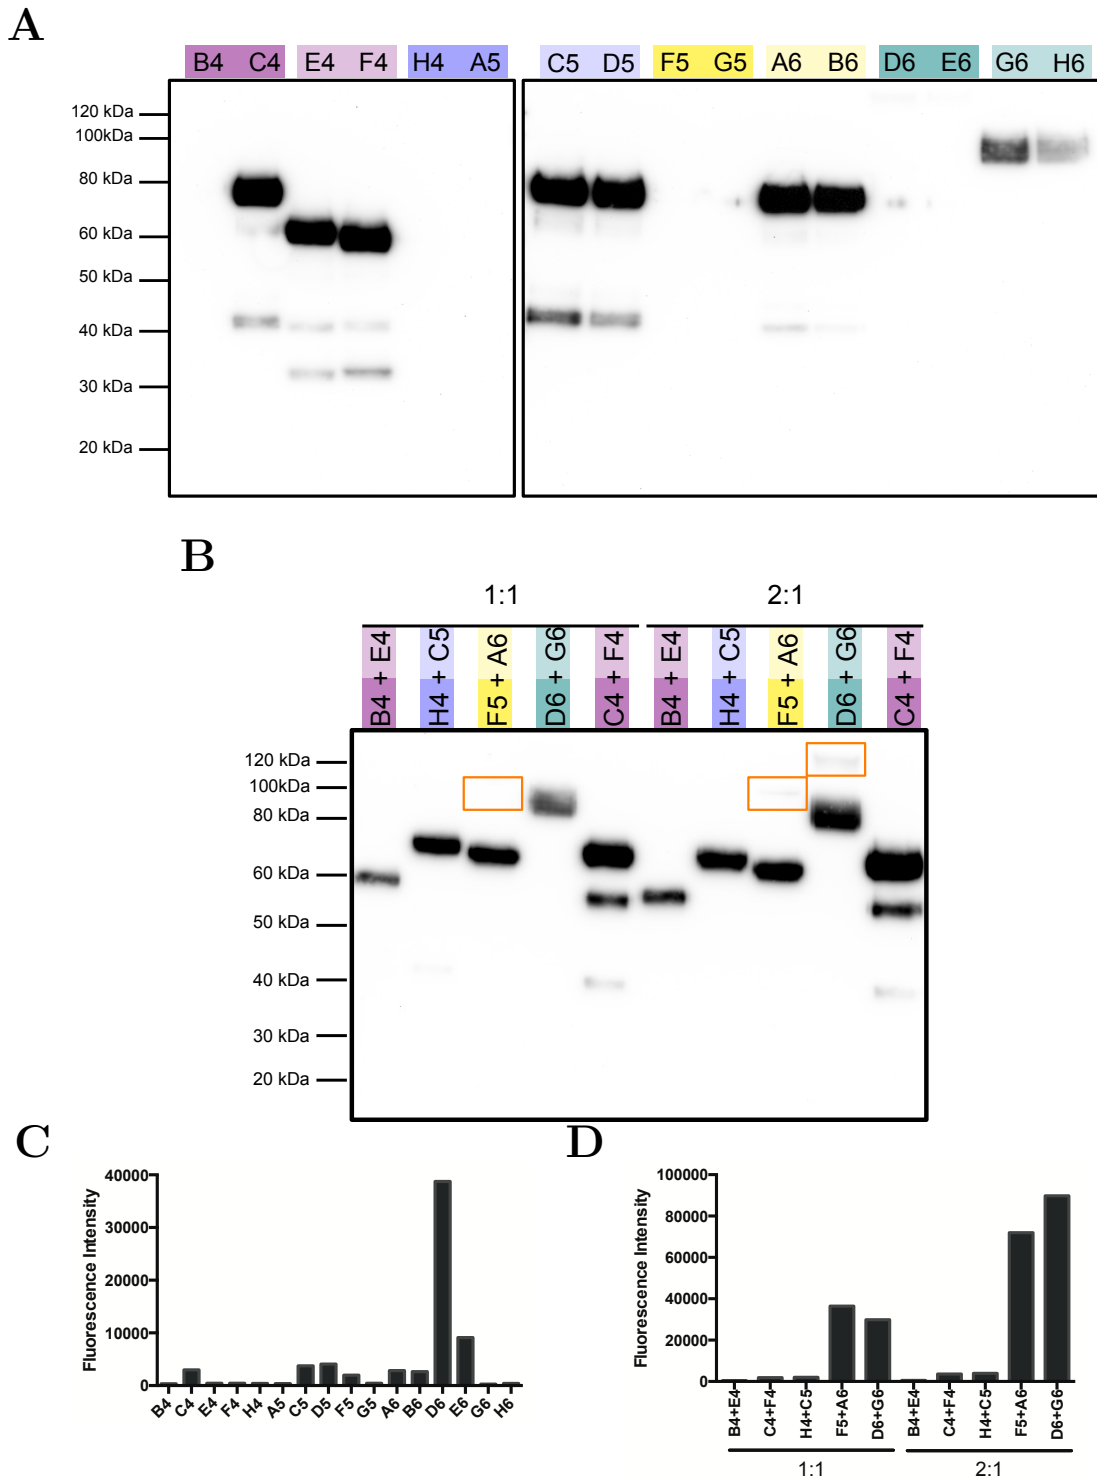 A
B4 C4 E4 F4 H4 A5 C5 D5 F5 G5 A6 B6 D6 E6 G6 H6
120 kDa
100kDa
80 kDa
60 kDa
50 kDa
40 kDa
30 kDa
20 kDa
B
1:1 2:1
B4 + E4 H4 + C5 F5 + A6 D6 + G6 C4 + F4 B4 + E4 H4 + C5 F5 + A6 D6 + G6 C4 + F4
120 kDa
100kDa
80 kDa
60 kDa
50 kDa
40 kDa
30 kDa
20 kDa
C
Fluorescence Intensity
40000
30000
20000
10000
0
B4 C4 E4 F4 H4 A5 C5 D5 F5 G5 A6 B6 D6 E6 G6 H6
D
Fluorescence Intensity
100000
80000
60000
40000
20000
0
B4+E4 C4+F4 H4+C5 F5+A6 D6+G6 B4+E4 C4+F4 H4+C5 F5+A6 D6+G6
1:1 2:1